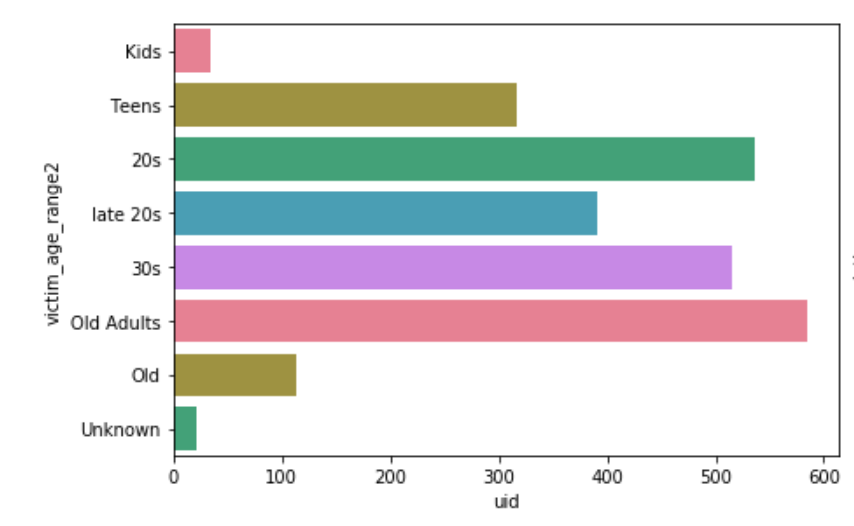 Kids
Teens
20s
late 20s
30s
Old Adults
Old
Unknown
victim_age_range2
0 100 200 300 400 500 600
uid